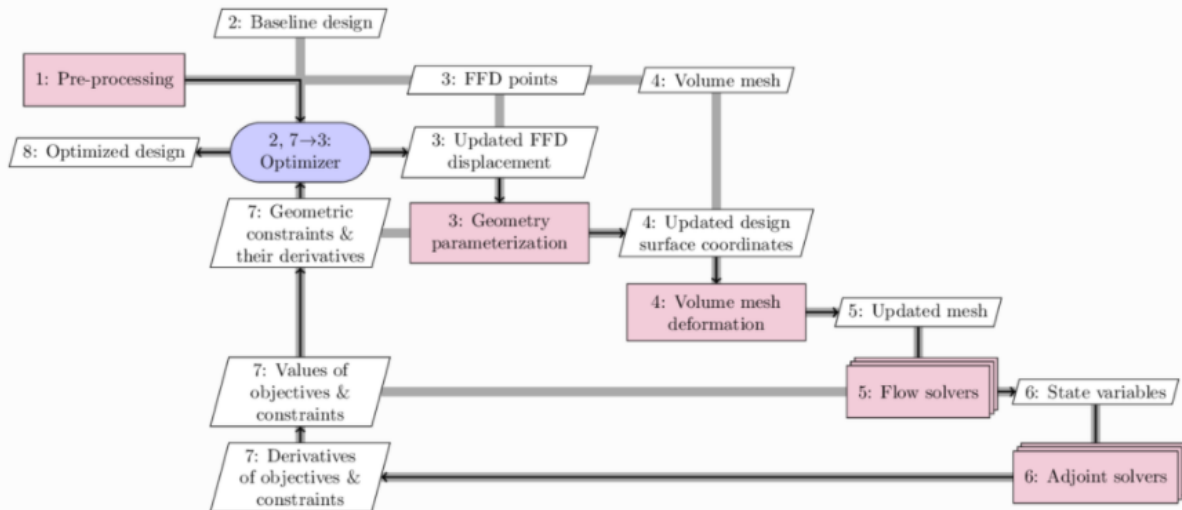 2: Baseline design
1: Pre-processing
3: FFD points
4: Volume mesh
8: Optimized design
2, 7→3:
Optimizer
3: Updated FFD
displacement
7: Geometric
constraints &
their derivatives
3: Geometry
parameterization
4: Updated design
surface coordinates
4: Volume mesh
deformation
5: Updated mesh
7: Values of
objectives &
constraints
5: Flow solvers
6: State variables
7: Derivatives
of objectives &
constraints
6: Adjoint solvers